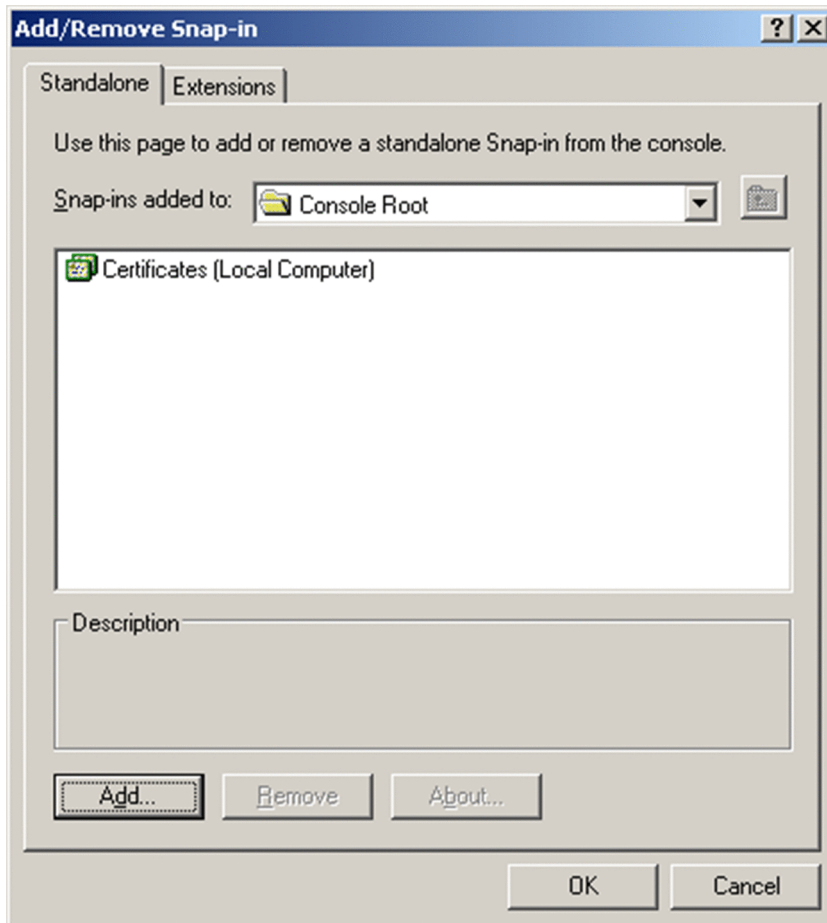 Add/Remove Snap-in
Standalone
Extensions
Use this page to add or remove a standalone Snap-in from the console.
Snap-ins added to:
Console Root
Certificates (Local Computer)
Description
Add...
Remove
About...
OK
Cancel